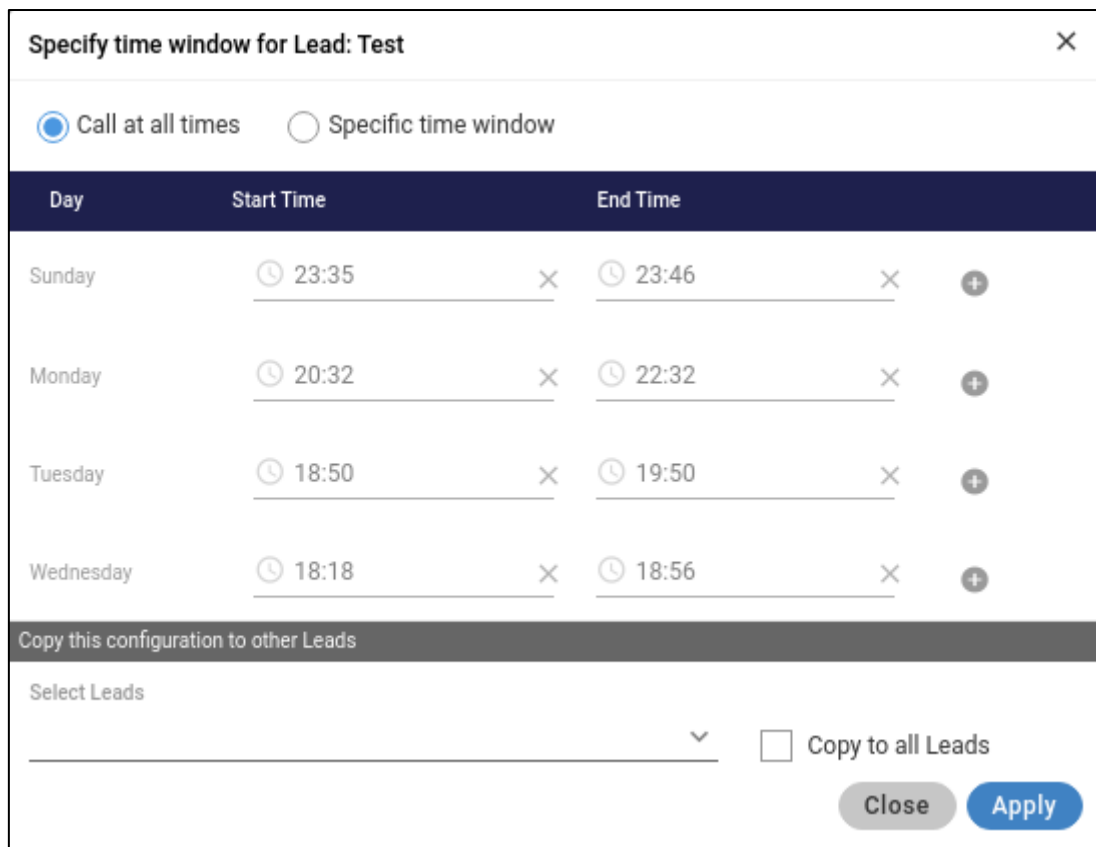 Specify time window for Lead: Test
Call at all times Specific time window
Day Start Time End Time
Sunday 23:35 23:46
Monday 20:32 22:32
Tuesday 18:50 19:50
Wednesday 18:18 18:56
Copy this configuration to other Leads
Select Leads
Copy to all Leads
Close Apply